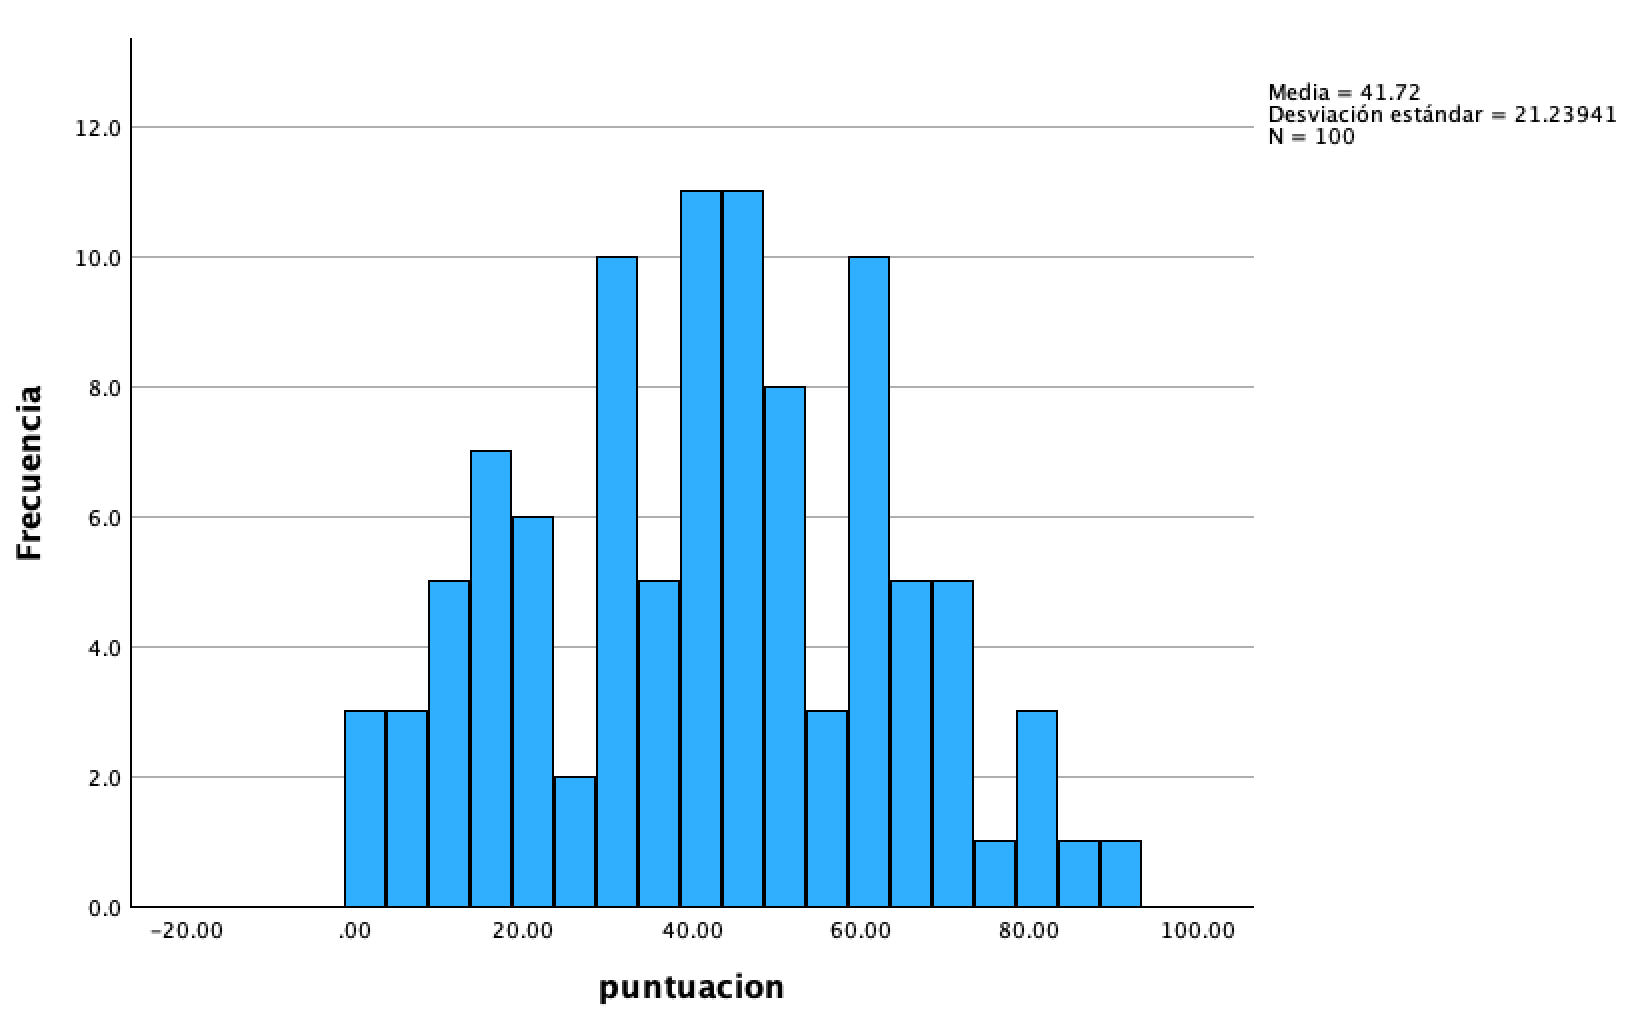 Media = 41.72
Desviación estándar = 21.23941
N = 100
12.0
10.0
8.0
6.0
4.0
2.0
0.0
Frecuencia
-20.00 .00 20.00 40.00 60.00 80.00 100.00
puntuacion